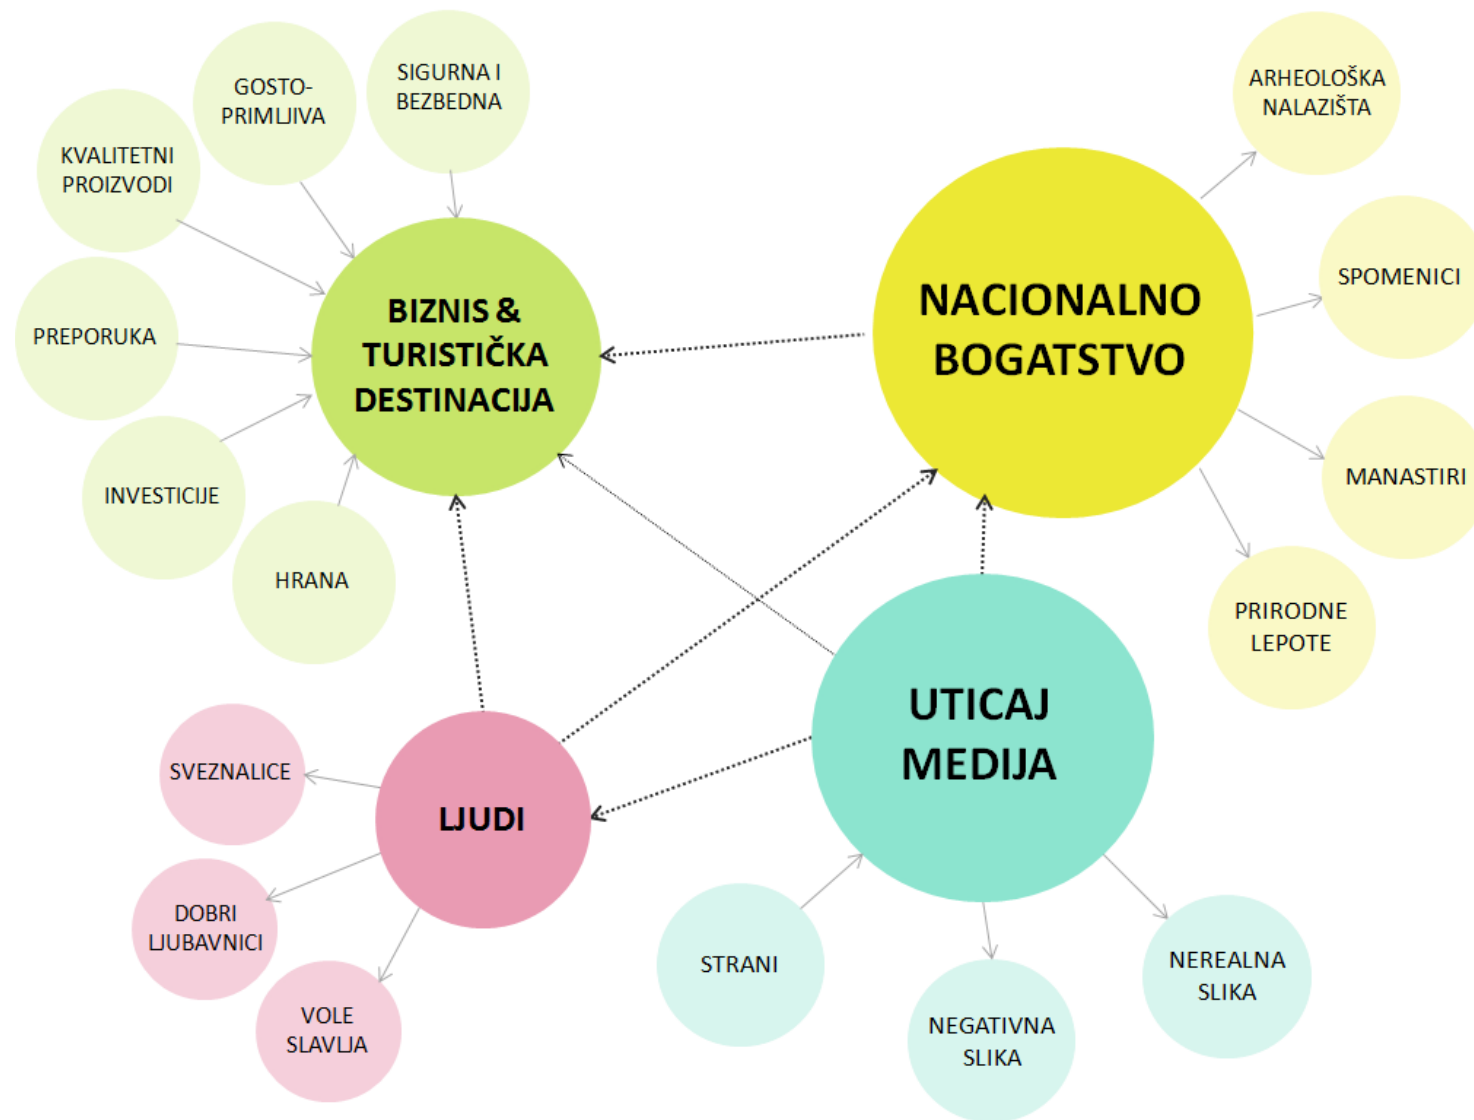 SIGURNA I
BEZBEDNA
GOSTO-
PRIMLJIVA
KVALITETNI
PROIZVODI
PREPORUKA
INVESTICIJE
HRANA
BIZNIS &
TURISTIČKA
DESTINACIJA
NACIONALNO
BOGATSTVO
ARHEOLOŠKA
NALAZIŠTA
SPOMENICI
MANASTIRI
PRIRODNE
LEPOTE
LJUDI
SVEZNALICE
DOBRI
LJUBAVNICI
VOLE
SLAVLJA
UTICAJ
MEDIJA
STRANI
NEGATIVNA
SLIKA
NEREALNA
SLIKA